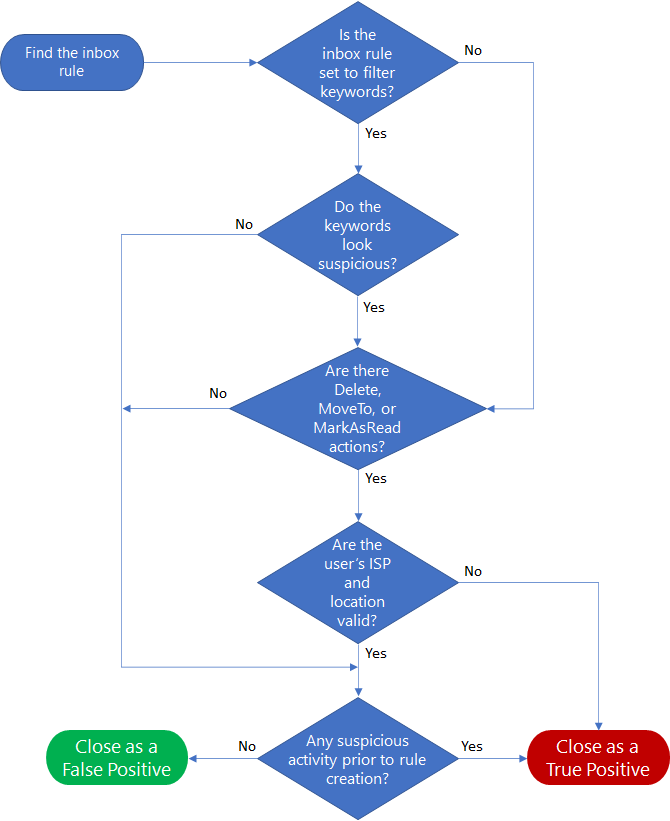 Find the inbox
rule
Is the
inbox rule
set to filter
keywords?
No
Yes
Do the
keywords
look
suspicious?
No
Yes
Are there
Delete,
MoveTo, or
MarkAsRead
actions?
No
Yes
Are the
user’s ISP
and
location
valid?
No
Yes
Any suspicious
activity prior to rule
creation?
No
Yes
Close as a
False Positive
Close as a
True Positive